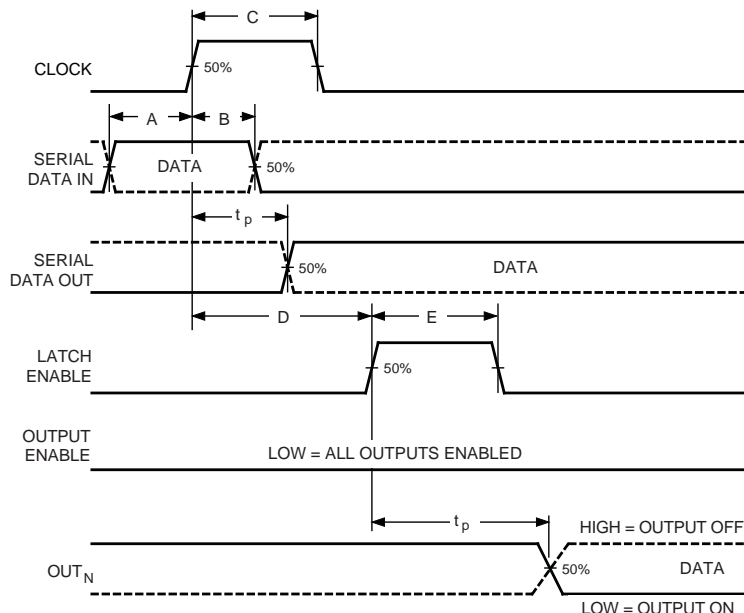 C
CLOCK
50%
A
B
SERIAL
DATA IN
DATA
50%
t p
SERIAL
DATA OUT
50%
DATA
D
E
LATCH
ENABLE
50%
OUTPUT
ENABLE
LOW = ALL OUTPUTS ENABLED
t p
HIGH = OUTPUT OFF
OUT N
50%
DATA
LOW = OUTPUT ON